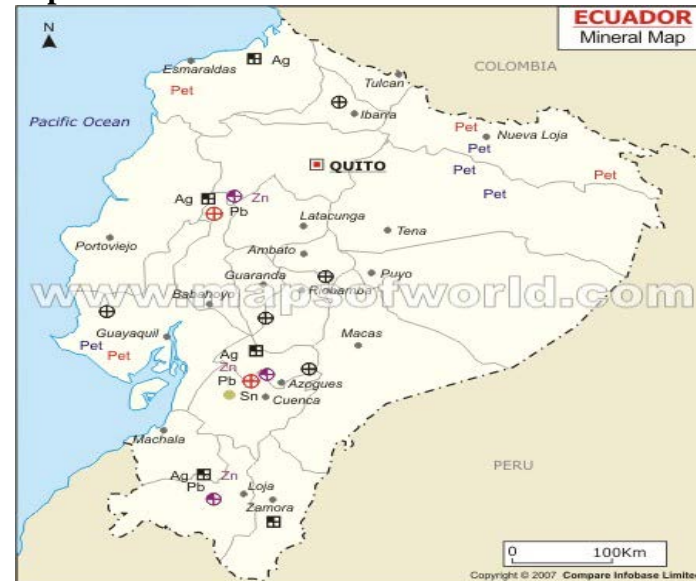 ECUADOR
Mineral Map
N
Esmeraldas
Ag
Tulcan
COLOMBIA
Pet
Ibarra
Pacific Ocean
Pet
Nueva Loja
Pet
QUITO
Pet
Pet
Pet
Ag
Zn
Pb
Latacunga
Tena
Portoviejo
Ambato
Guaranda
Puyo
Riobamba
www.mapsofworld.com
Babahoyo
Guayaquil
Macas
Pet
Pet
Ag
Zn
Pb
Azogues
Sn
Cuenca
Machala
PERU
Ag
Zn
Pb
Loja
Zamora
0
100Km
Copyright © 2007 Compare Infobase Limite